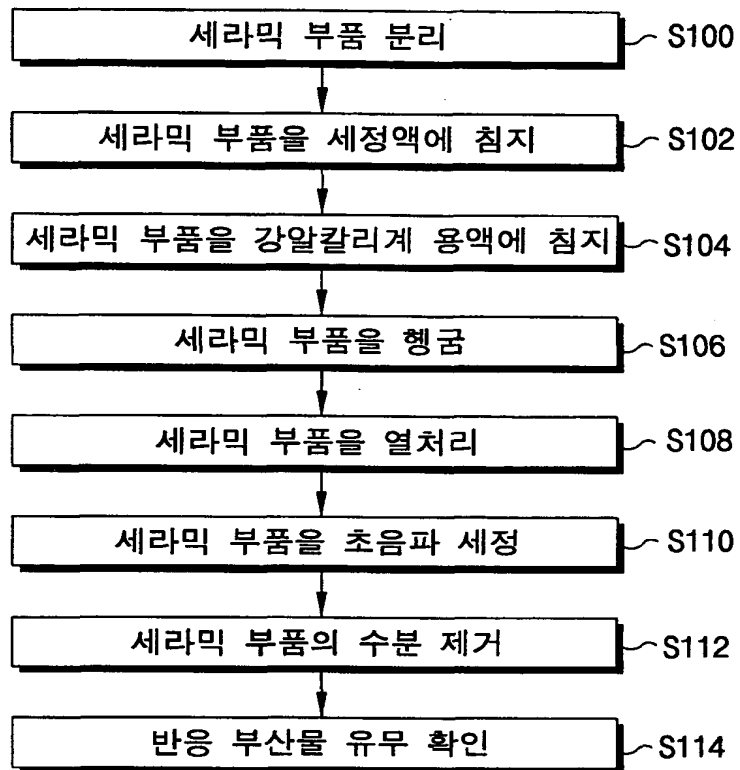 세라믹 부품 분리 S100
세라믹 부품을 세정액에 침지 S102
세라믹 부품을 강알칼리계 용액에 침지 S104
세라믹 부품을 헹굼 S106
세라믹 부품을 열처리 S108
세라믹 부품을 초음파 세정 S110
세라믹 부품의 수분 제거 S112
반응 부산물 유무 확인 S114